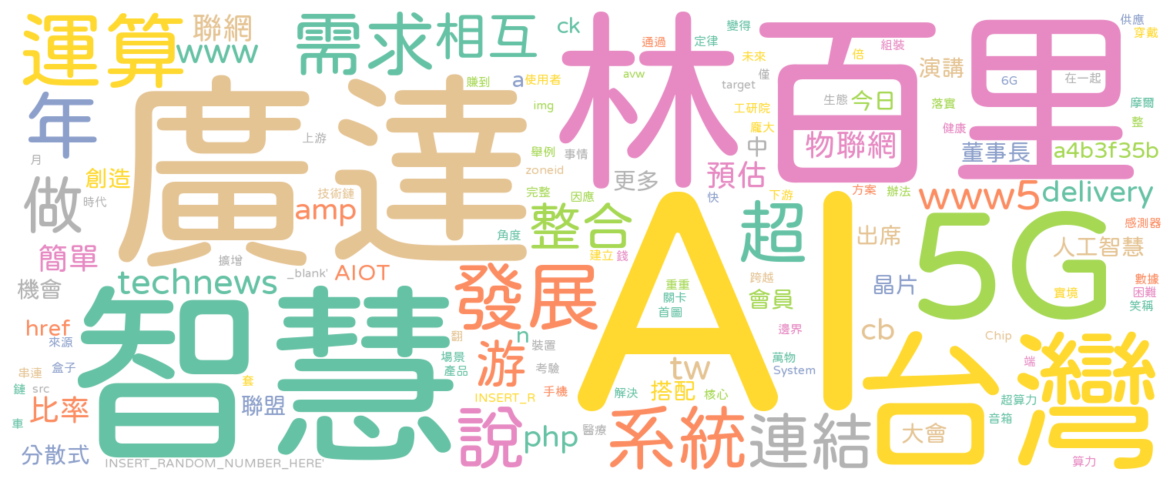 運算
聯網
www
需求
相互
ck
林百里
通過
變得
定律
未來
倍
組裝
供應
穿戴
年
廣達
賺到
a
使用者
avw
target
僅
演講
6G
在一起
img
工研院
生態
今日
落實
摩爾
整
月
上游
舉例
事情
龐大
中
物聯網
健康
董事長
a4b3f35b
做
創造
時代
技術鏈
amp
zoneid
完整
因應
更多
預估
快
下游
方案
辦法
www5
delivery
簡單
擴增
角度
整合
建立
錢
AI
超
出席
5G
感測器
人工智慧
機會
technews
_blank'
AIOT
發展
重重
關卡
首圖
跨越
會員
晶片
實境
數據
困難
笑稱
href
來源
智慧
翻
n
裝置
邊界
cb
台灣
Chip
串連
盒子
場景
產品
游
考驗
tw
萬物
System
端
鏈
src
套
INSERT_R
手機
解決
搭配
核心
超算力
車
比率
聯盟
說
php
醫療
系統
連結
大會
音箱
分散式
INSERT_RANDOM_NUMBER_HERE'
算力